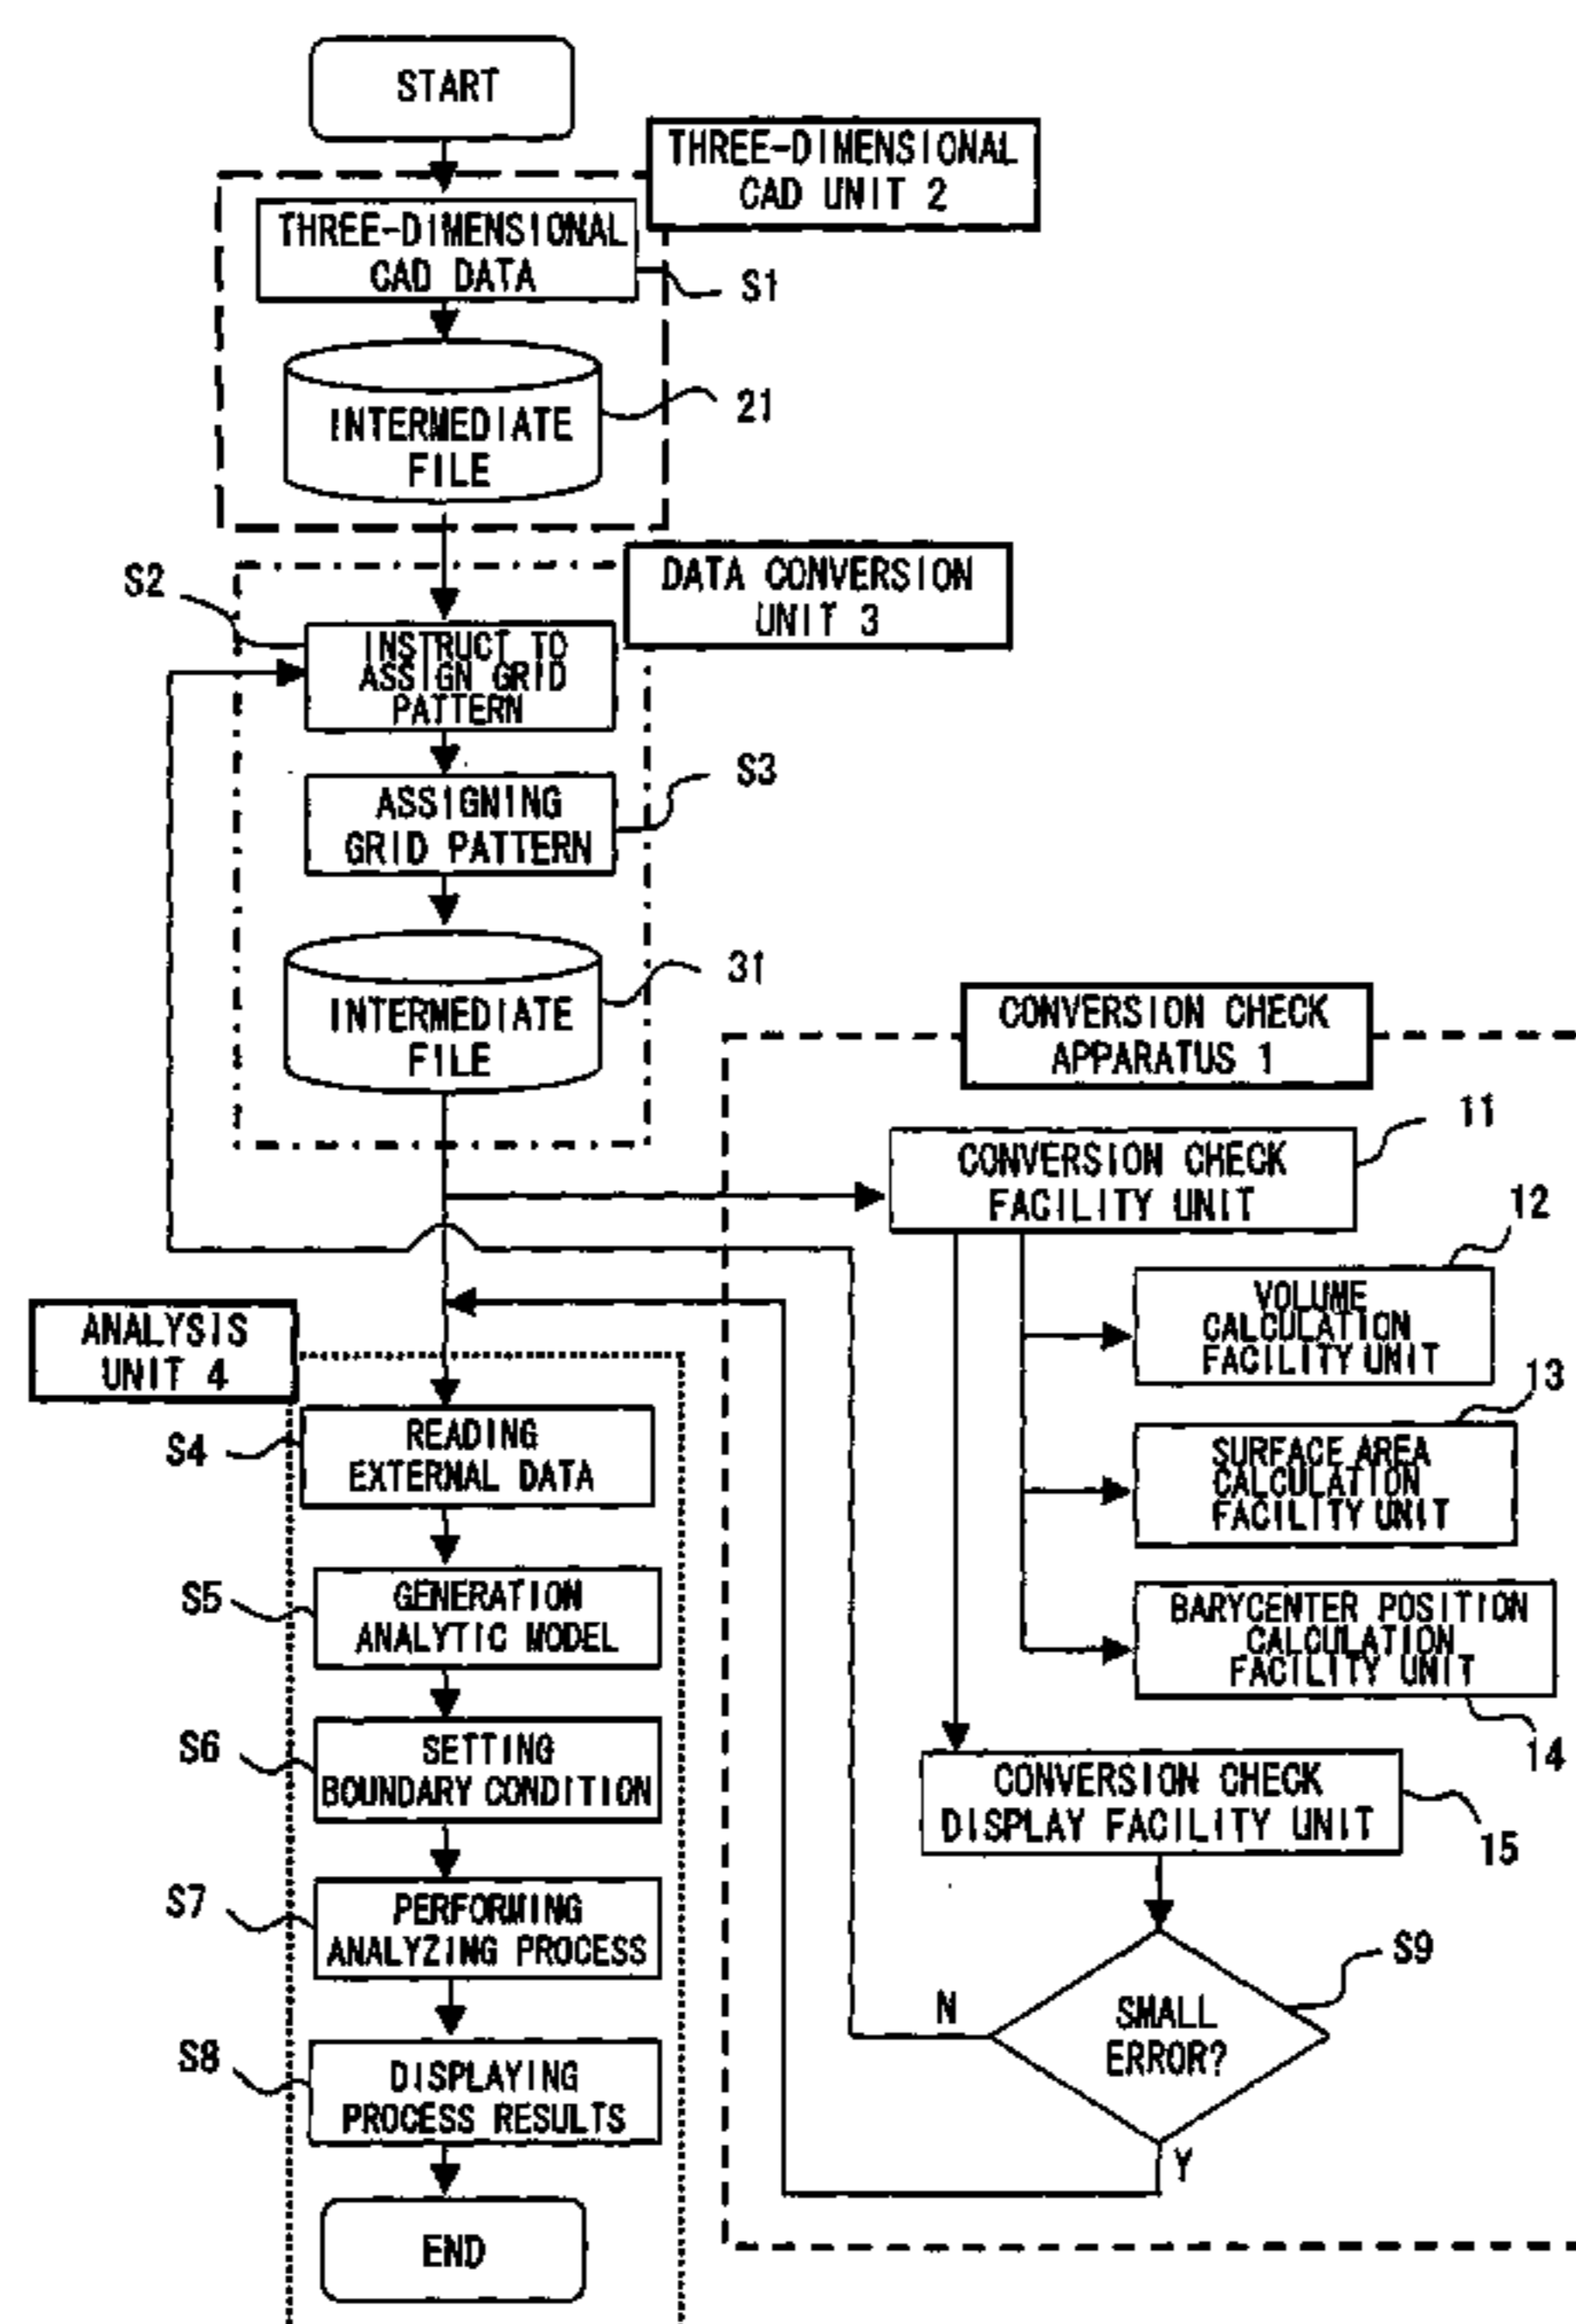 START
THREE-DIMENSIONAL
CAD UNIT 2
THREE-DIMENSIONAL
CAD DATA
S1
INTERMEDIATE
FILE
21
DATA CONVERSION
UNIT 3
S2
INSTRUCT TO
ASSIGN GRID
PATTERN
S3
ASSIGNING
GRID PATTERN
INTERMEDIATE
FILE
31
CONVERSION CHECK
APPARATUS 1
CONVERSION CHECK
FACILITY UNIT
11
VOLUME
CALCULATION
FACILITY UNIT
12
SURFACE AREA
CALCULATION
FACILITY UNIT
13
BARYCENTER POSITION
CALCULATION
FACILITY UNIT
14
CONVERSION CHECK
DISPLAY FACILITY UNIT
15
SMALL
ERROR?
S9
N
Y
ANALYSIS
UNIT 4
S4
READING
EXTERNAL DATA
S5
GENERATION
ANALYTIC MODEL
S6
SETTING
BOUNDARY CONDITION
S7
PERFORMING
ANALYZING PROCESS
S8
DISPLAYING
PROCESS RESULTS
END